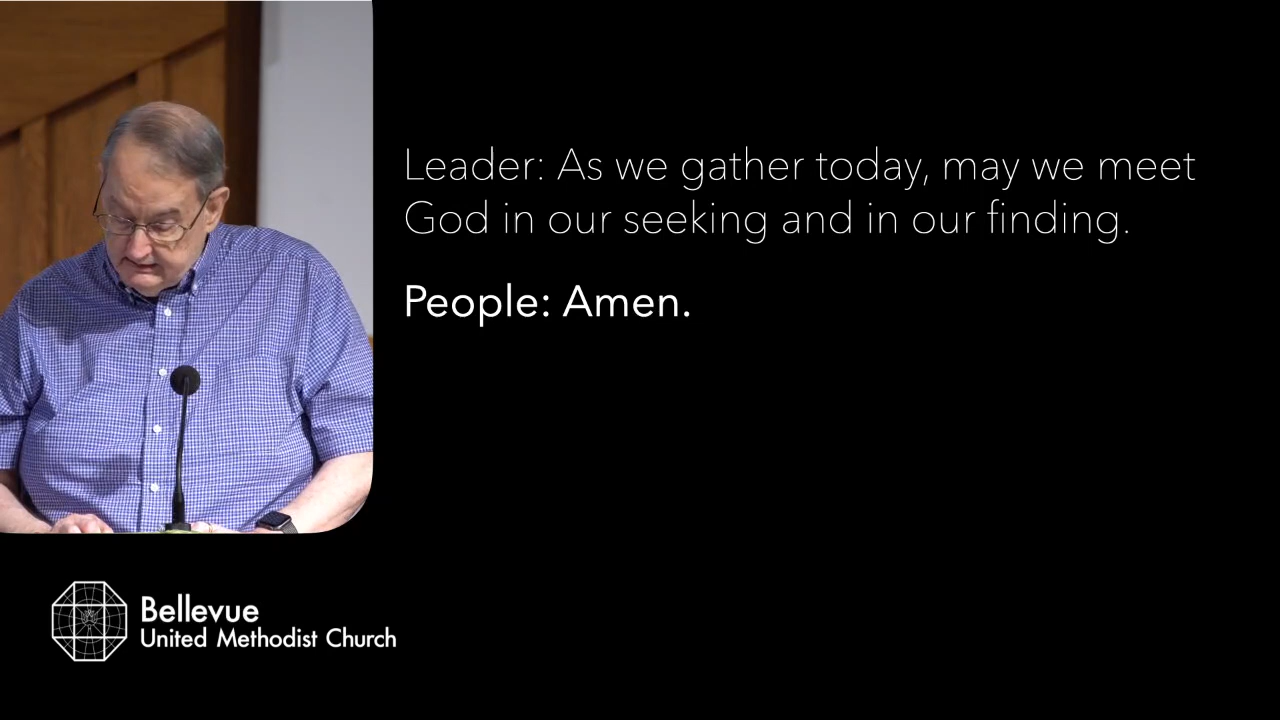 Leader: As we gather today, may we meet
God in our seeking and in our finding.
People: Amen.
Bellevue
United Methodist Church